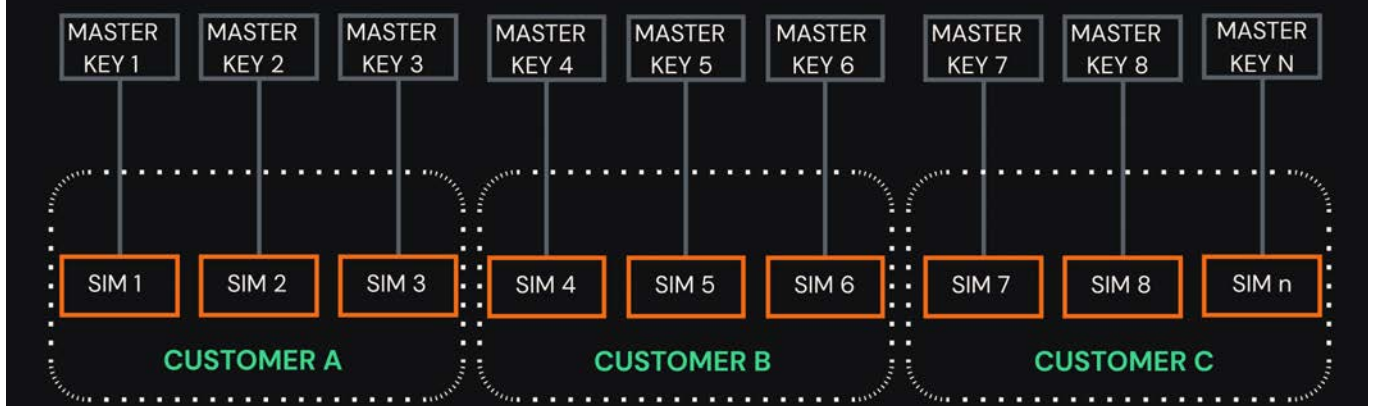 MASTER KEY 1
MASTER KEY 2
MASTER KEY 3
MASTER KEY 4
MASTER KEY 5
MASTER KEY 6
MASTER KEY 7
MASTER KEY 8
MASTER KEY N
SIM 1
SIM 2
SIM 3
SIM 4
SIM 5
SIM 6
SIM 7
SIM 8
SIM n
CUSTOMER A
CUSTOMER B
CUSTOMER C